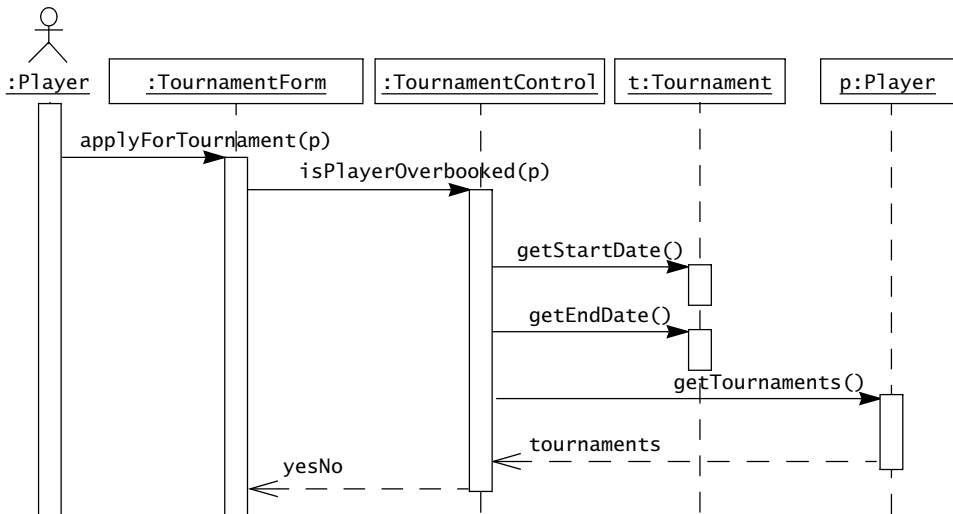 :Player
:TournamentForm
:TournamentControl
t:Tournament
p:Player
applyForTournament(p)
isPlayerOverbooked(p)
getStartDate()
getEndDate()
getTournaments()
tournaments
yesNo